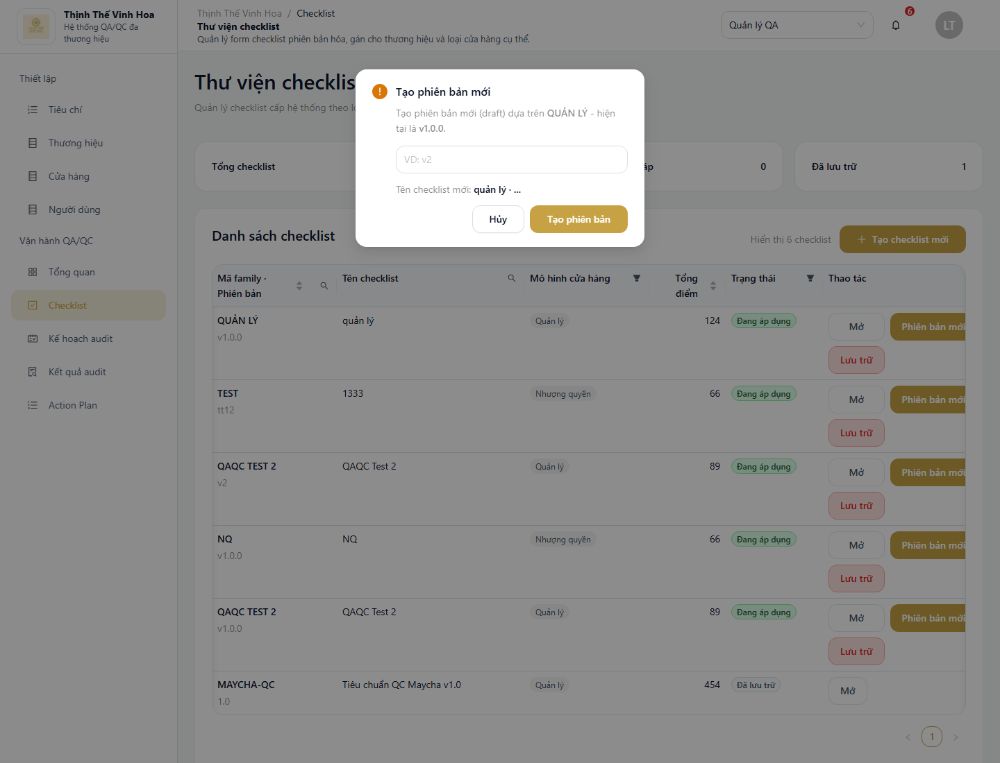 Thịnh Thế Vinh Hoa
Hệ thống QA/QC đa
thương hiệu
Thiết lập
Tiêu chí
Thương hiệu
Cửa hàng
Người dùng
Vận hành QA/QC
Tổng quan
Checklist
Kế hoạch audit
Kết quả audit
Action Plan
Thịnh Thế Vinh Hoa / Checklist
Thư viện checklist
Quản lý form checklist phiên bản hóa, gán cho thương hiệu và loại cửa hàng cụ thể.
Quản lý QA
6
LT
Thư viện checklis
Quản lý checklist cấp hệ thống theo
Tổng checklist
áp
0
Đã lưu trữ
1
Tạo phiên bản mới
Tạo phiên bản mới (draft) dựa trên QUẢN LÝ - hiện
tại là v1.0.0.
VD: v2
Tên checklist mới: quản lý · ...
Hủy
Tạo phiên bản
Danh sách checklist
Hiển thị 6 checklist
Tạo checklist mới
Mã family ·
Phiên bản
Tên checklist
Mô hình cửa hàng
Tổng
điểm
Trạng thái
Thao tác
QUẢN LÝ
v1.0.0
quản lý
Quản lý
124
Đang áp dụng
Mở
Phiên bản mới
Lưu trữ
TEST
tt12
1333
Nhượng quyền
66
Đang áp dụng
Mở
Phiên bản mới
Lưu trữ
QAQC TEST 2
v2
QAQC Test 2
Quản lý
89
Đang áp dụng
Mở
Phiên bản mới
Lưu trữ
NQ
v1.0.0
NQ
Nhượng quyền
66
Đang áp dụng
Mở
Phiên bản mới
Lưu trữ
QAQC TEST 2
v1.0.0
QAQC Test 2
Quản lý
89
Đang áp dụng
Mở
Phiên bản mới
Lưu trữ
MAYCHA-QC
1.0
Tiêu chuẩn QC Maycha v1.0
Quản lý
454
Đã lưu trữ
Mở
1